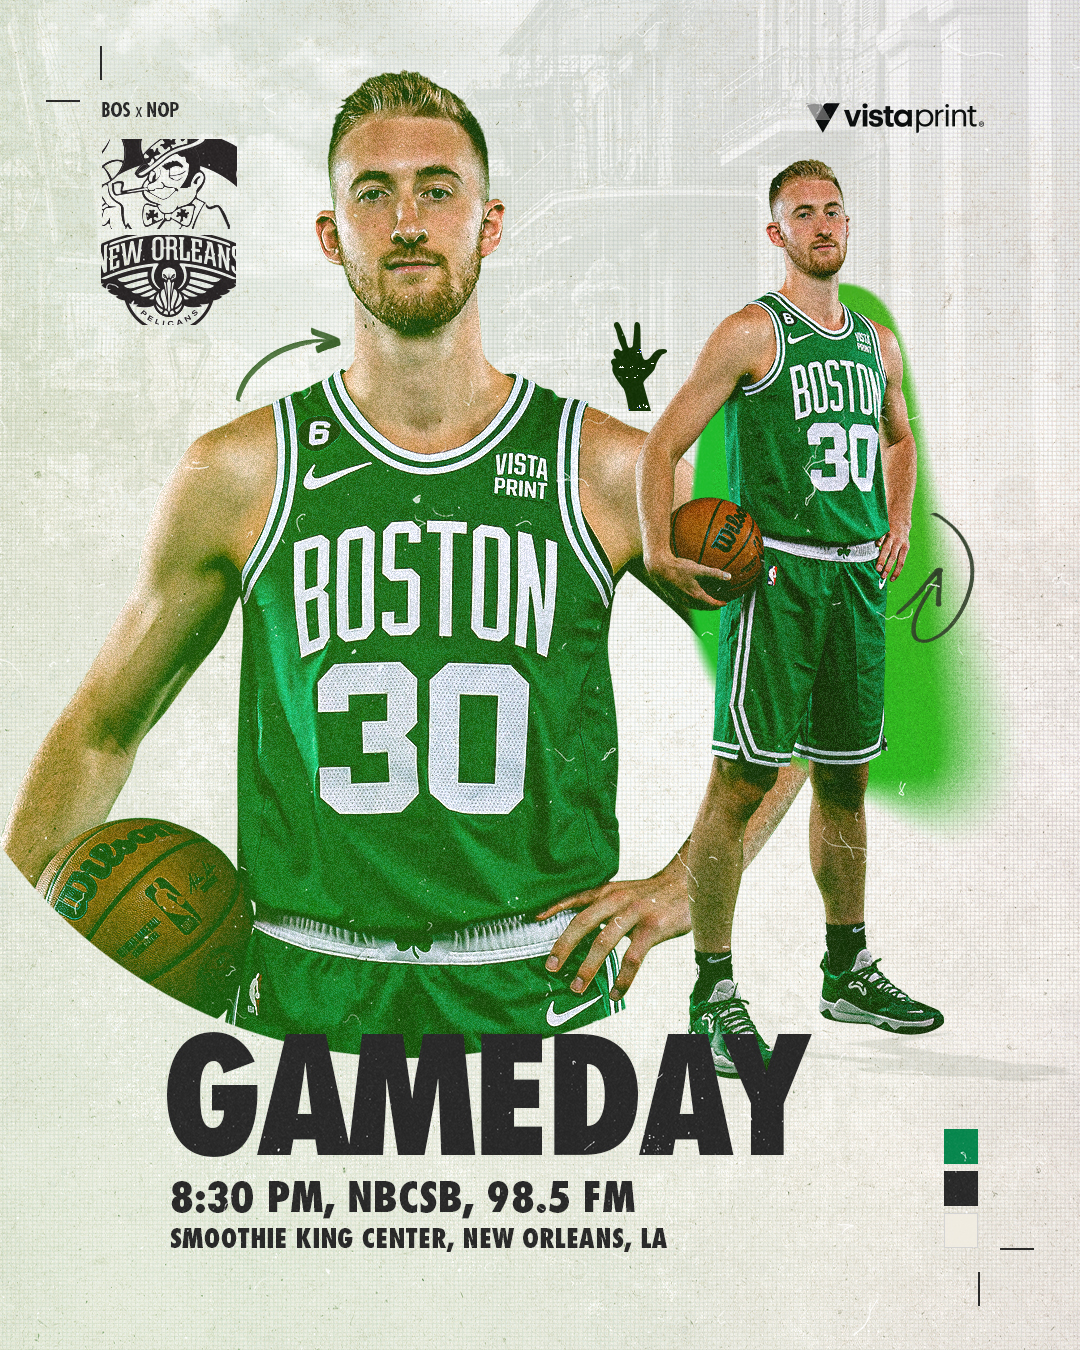 BOS x NOP
vistaprint®
NEW ORLEANS
PELICANS
6
VISTA
PRINT
BOSTON
30
Wilson
6
VISTA
PRINT
BOSTON
30
Wilson
GAMEDAY
8:30 PM, NBCSB, 98.5 FM
SMOOTHIE KING CENTER, NEW ORLEANS, LA